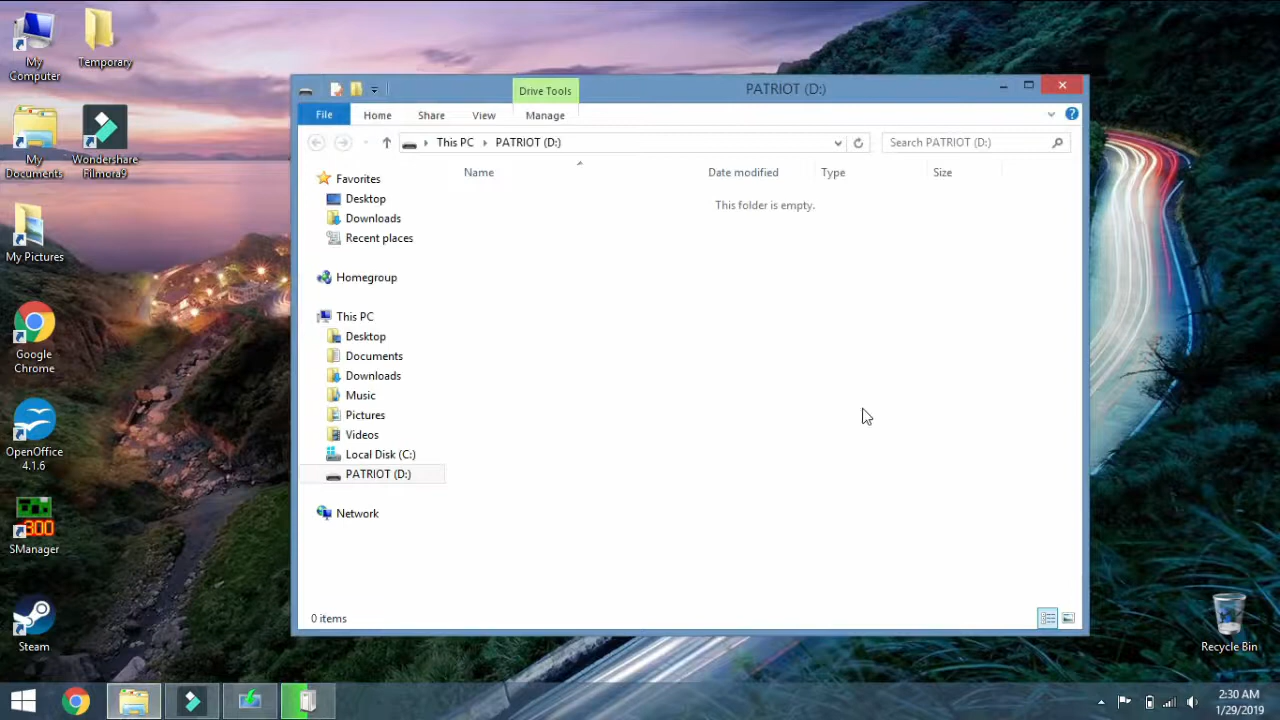 My
Computer
Temporary
My
Documents
Wondershare
Filmora9
My Pictures
Google
Chrome
OpenOffice
4.1.6
300
SManager
Steam
Drive Tools
PATRIOT (D:)
File
Home
Share
View
Manage
This PC
PATRIOT (D:)
Search PATRIOT (D:)
Name
Date modified
Type
Size
This folder is empty.
Favorites
Desktop
Downloads
Recent places
Homegroup
This PC
Desktop
Documents
Downloads
Music
Pictures
Videos
Local Disk (C:)
PATRIOT (D:)
Network
0 items
Recycle Bin
2:30 AM
1/29/2019